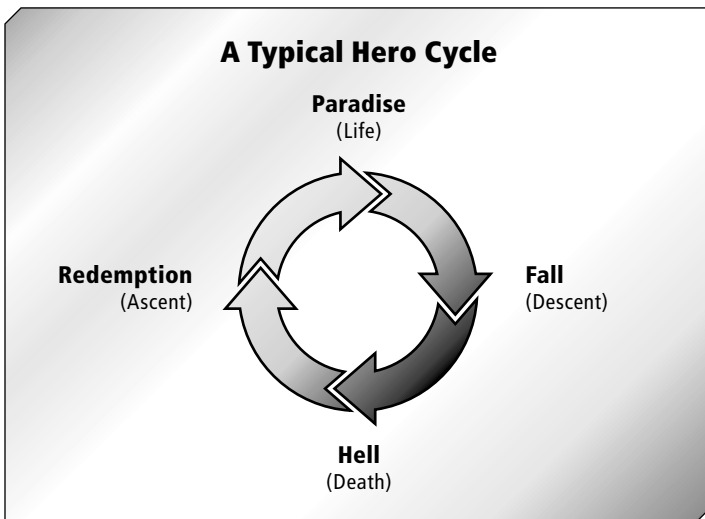 A Typical Hero Cycle
Paradise
(Life)
Redemption
(Ascent)
Fall
(Descent)
Hell
(Death)